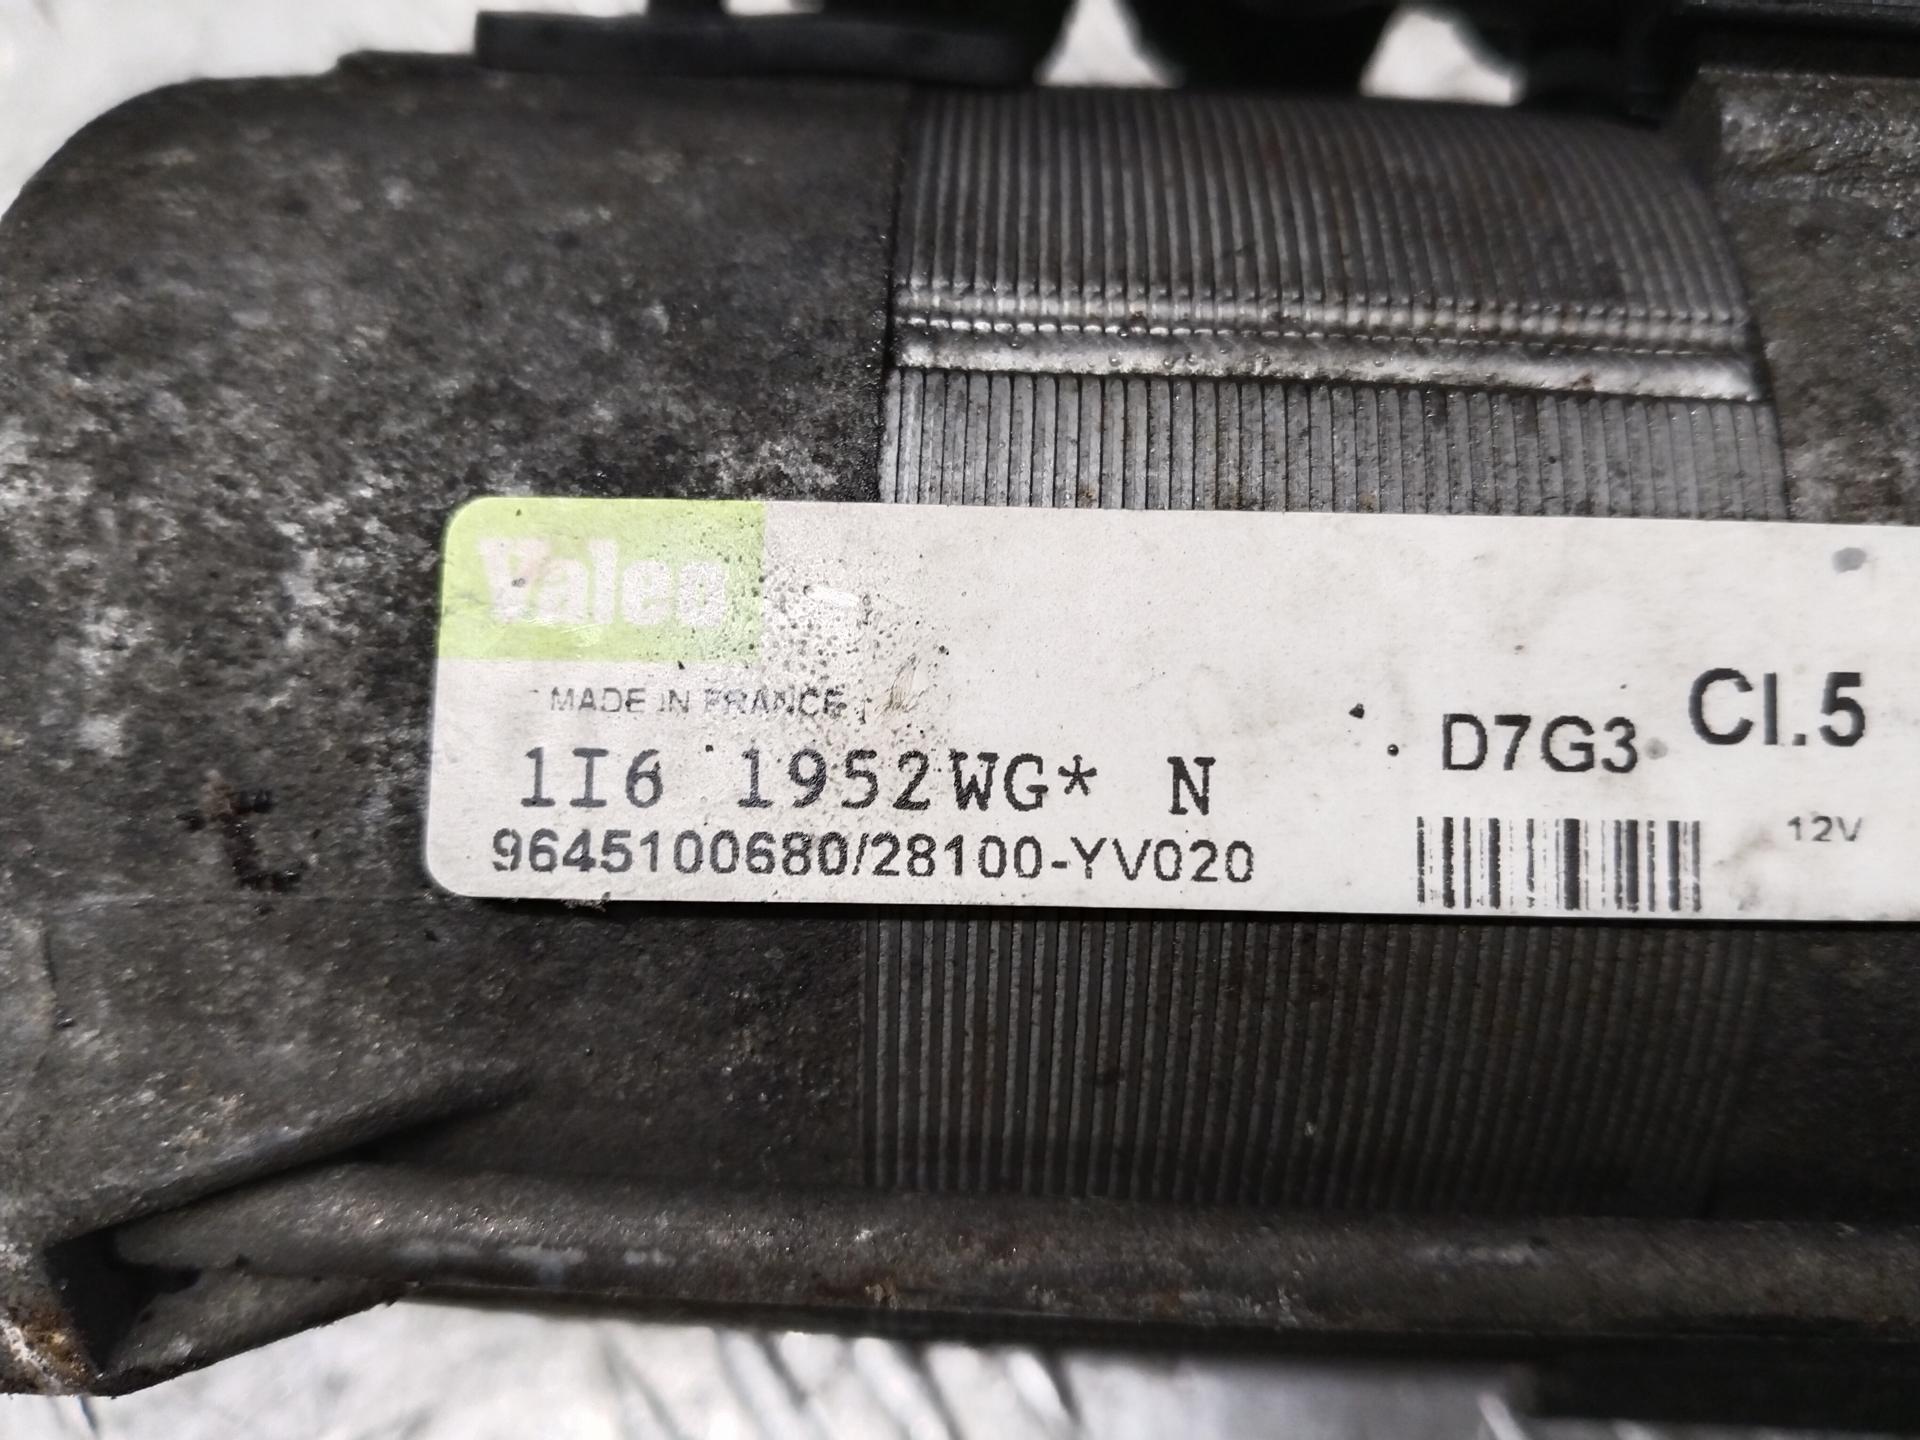 Valeo
MADE IN FRANCE
1I6 1952WG* N
D7G3 Cl.5
9645100680/28100-YV020
12V